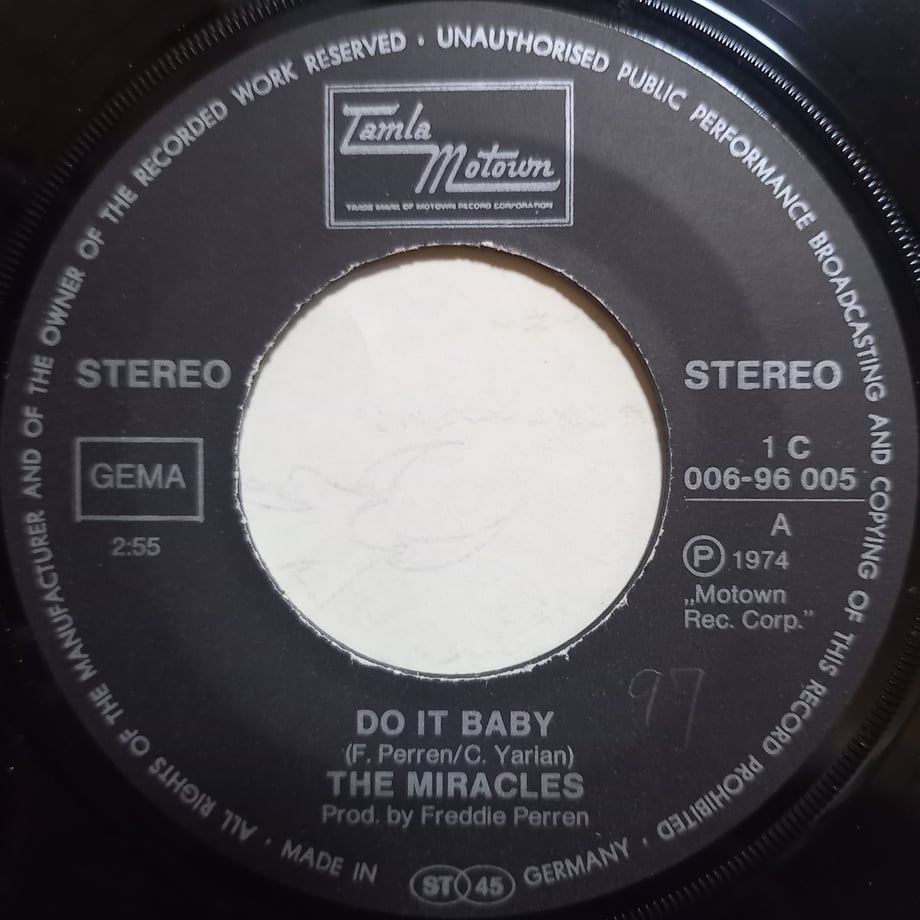 ALL RIGHTS OF THE MANUFACTURER AND OF THE OWNER OF THE RECORDED WORK RESERVED · UNAUTHORISED PUBLIC PERFORMANCE BROADCASTING AND COPYING OF THIS RECORD PROHIBITED ·
Tamla
Motown
TRADE MARK OF MOTOWN RECORD CORPORATION
STEREO
STEREO
GEMA
2:55
1 C
006-96 005
A
Ⓟ 1974
„Motown
Rec. Corp.”
97
DO IT BABY
(F. Perren/C. Yarian)
THE MIRACLES
Prod. by Freddie Perren
· MADE IN ST 45 GERMANY ·